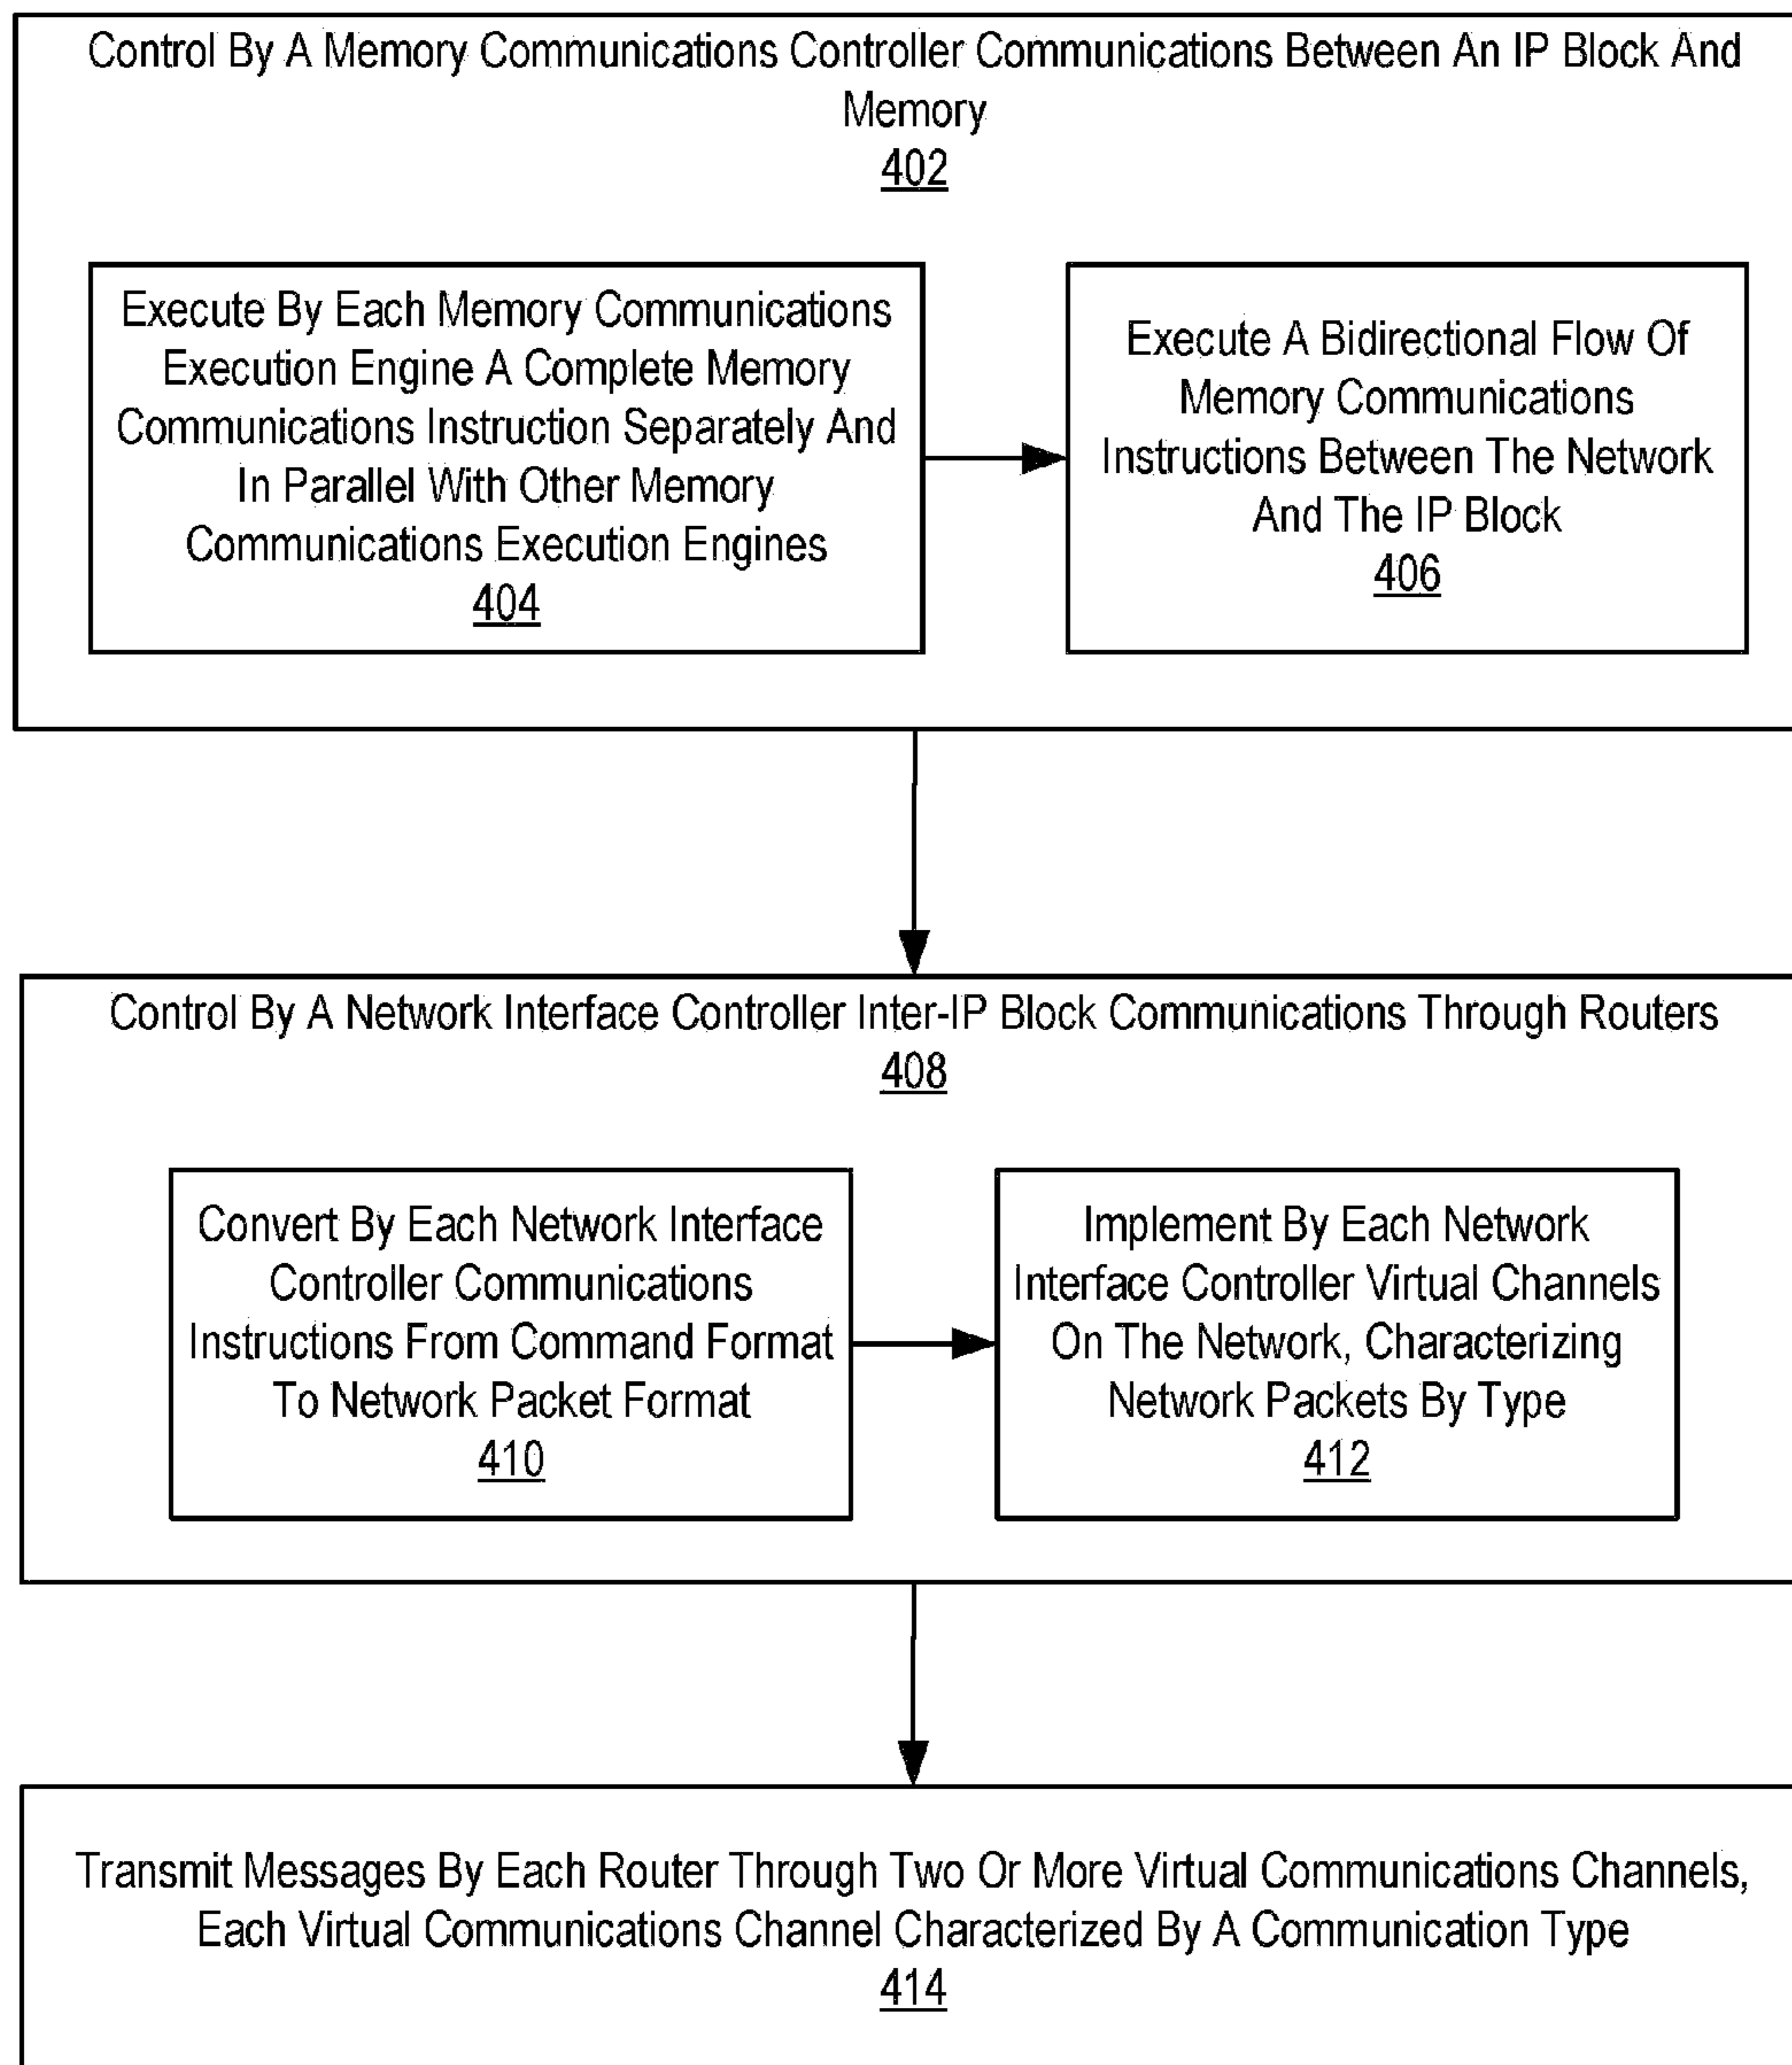 Control By A Memory Communications Controller Communications Between An IP Block And
Memory
402
Execute By Each Memory Communications
Execution Engine A Complete Memory
Communications Instruction Separately And
In Parallel With Other Memory
Communications Execution Engines
404
Execute A Bidirectional Flow Of
Memory Communications
Instructions Between The Network
And The IP Block
406
Control By A Network Interface Controller Inter-IP Block Communications Through Routers
408
Convert By Each Network Interface
Controller Communications
Instructions From Command Format
To Network Packet Format
410
Implement By Each Network
Interface Controller Virtual Channels
On The Network, Characterizing
Network Packets By Type
412
Transmit Messages By Each Router Through Two Or More Virtual Communications Channels,
Each Virtual Communications Channel Characterized By A Communication Type
414